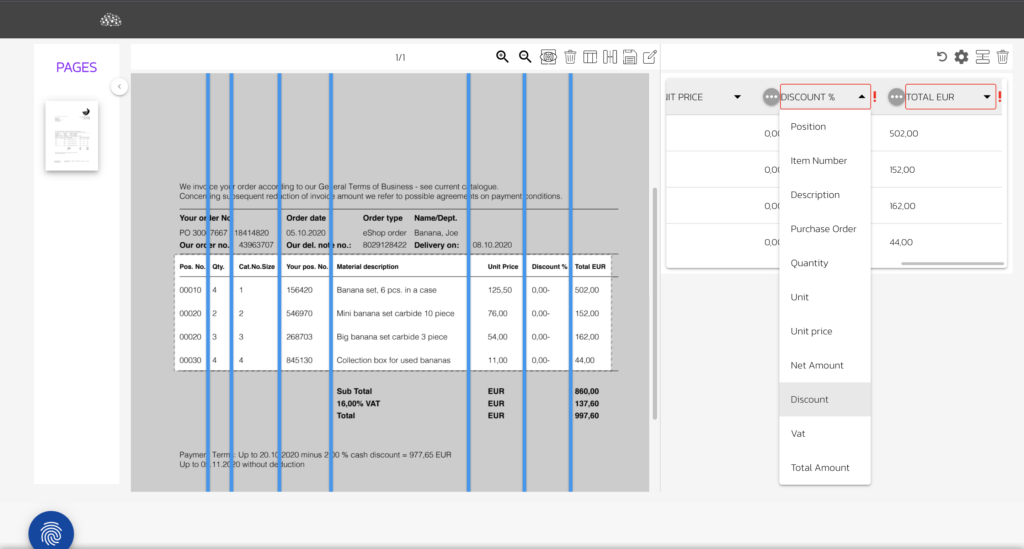 PAGES
1/1
IT PRICE DISCOUNT % ! TOTAL EUR !
0,00 502,00
0,00 152,00
0,00 162,00
0,00 44,00
Position
Item Number
Description
Purchase Order
Quantity
Unit
Unit price
Net Amount
Discount
Vat
Total Amount
We invoice your order according to our General Terms of Business - see current catalogue.
Concerning subsequent reduction of invoice amount we refer to possible agreements on payment conditions.
Your order No Order date Order type Name/Dept.
PO 30007667 18414820 05.10.2020 eShop order Banana, Joe
Our order no. 43963707 Our del. note no.: 8029128422 Delivery on: 08.10.2020
Pos. No. Qty. Cat.No.Size Your pos. No. Material description Unit Price Discount % Total EUR
00010 4 1 156420 Banana set, 6 pcs. in a case 125,50 0,00- 502,00
00020 2 2 546970 Mini banana set carbide 10 piece 76,00 0,00- 152,00
00020 3 3 268703 Big banana set carbide 3 piece 54,00 0,00- 162,00
00030 4 4 845130 Collection box for used bananas 11,00 0,00- 44,00
Sub Total EUR 860,00
16,00% VAT EUR 137,60
Total EUR 997,60
Payment Terms: Up to 20.10.2020 minus 2,00 % cash discount = 977,65 EUR
Up to 11.2020 without deduction